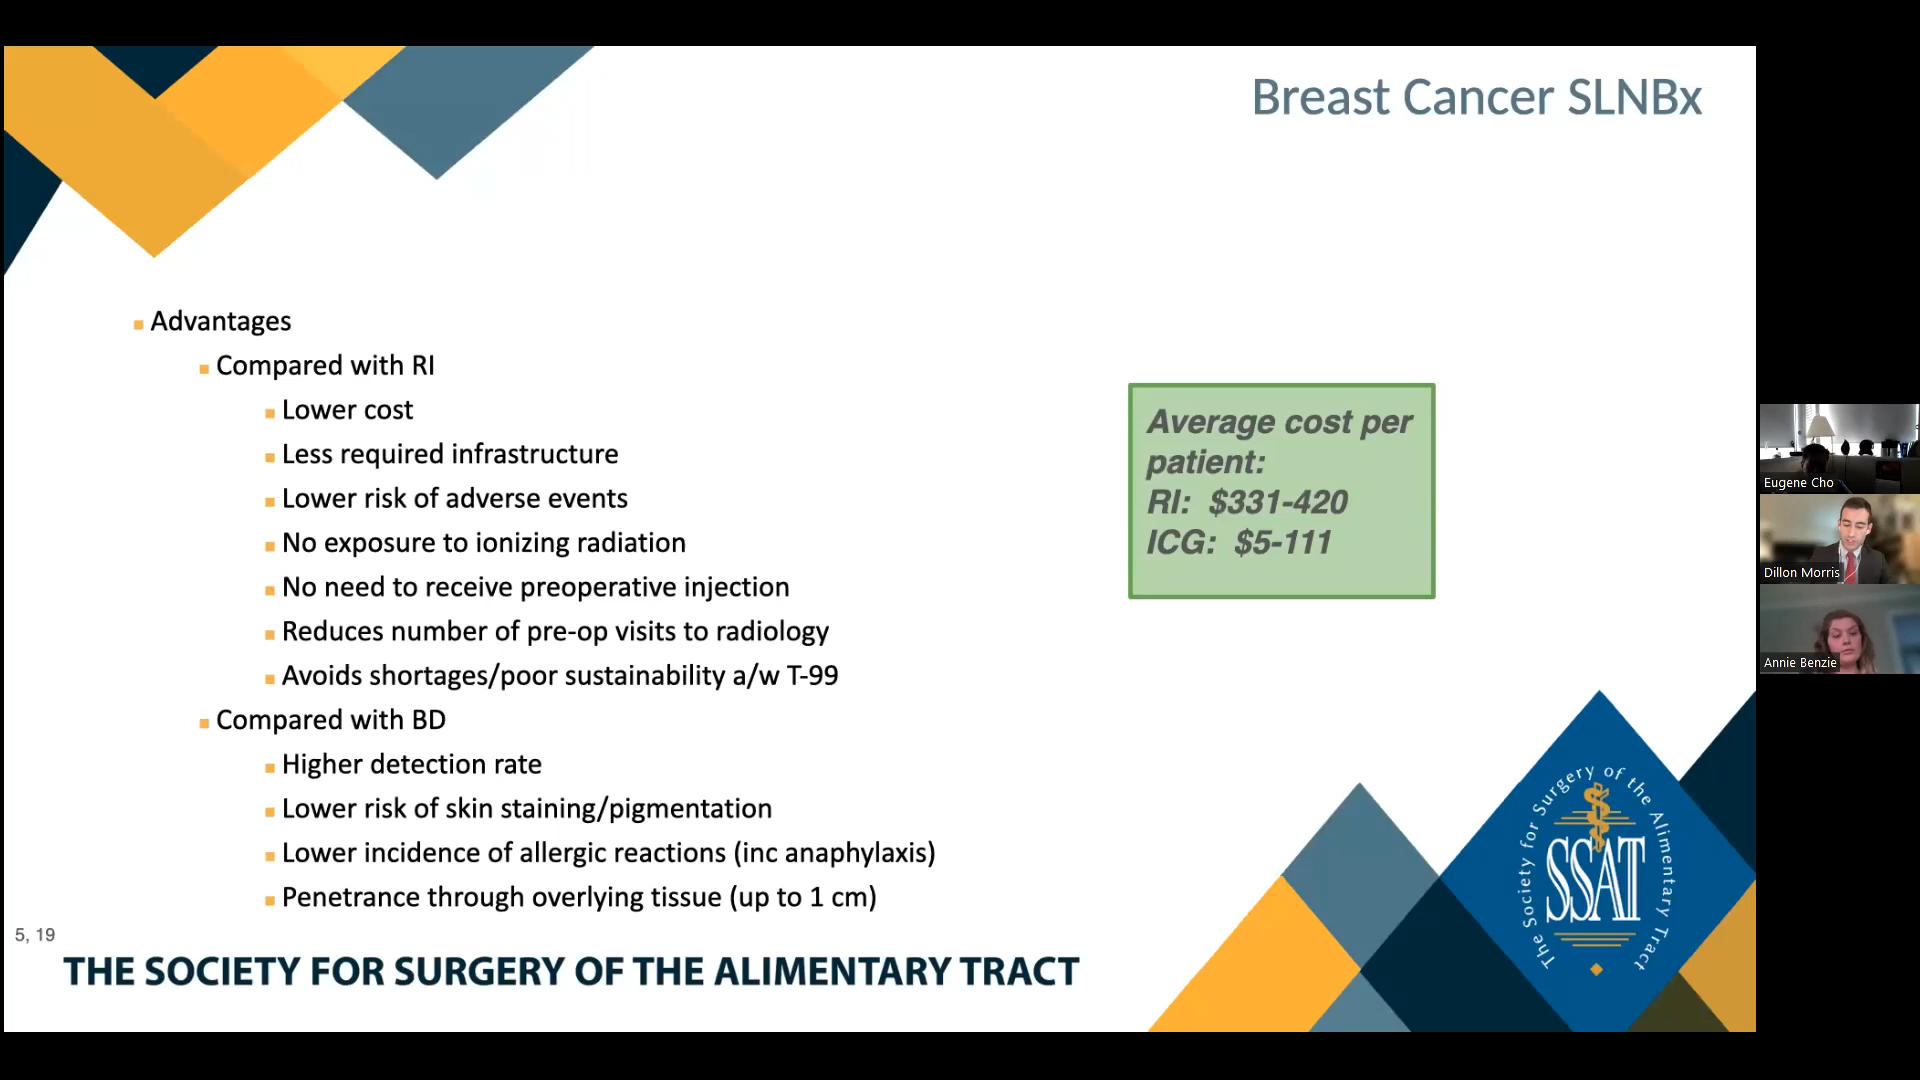 Breast Cancer SLNBx
Advantages
Compared with RI
Lower cost
Less required infrastructure
Lower risk of adverse events
No exposure to ionizing radiation
No need to receive preoperative injection
Reduces number of pre-op visits to radiology
Avoids shortages/poor sustainability a/w T-99
Compared with BD
Higher detection rate
Lower risk of skin staining/pigmentation
Lower incidence of allergic reactions (inc anaphylaxis)
Penetrance through overlying tissue (up to 1 cm)
Average cost per
patient:
RI: $331-420
ICG: $5-111
5, 19
THE SOCIETY FOR SURGERY OF THE ALIMENTARY TRACT
The Society for Surgery of the Alimentary Tract
SSAT
Eugene Cho
Dillon Morris
Annie Benzie